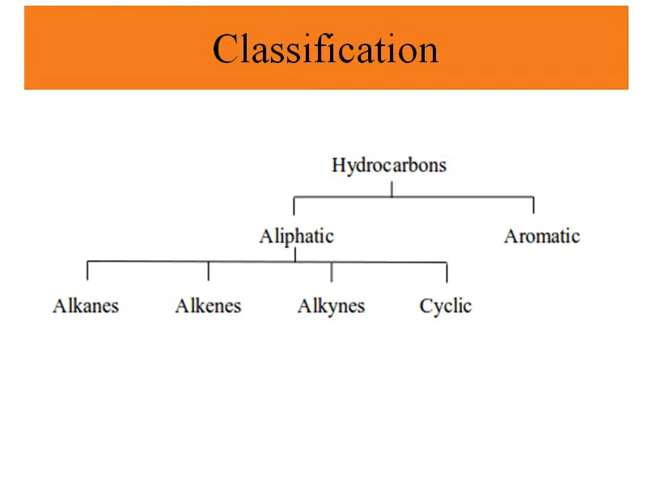 Classification
Hydrocarbons
Aliphatic Aromatic
Alkanes Alkenes Alkynes Cyclic